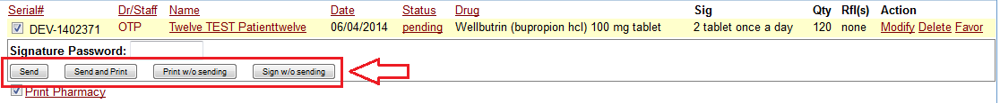 Serial# Dr/Staff Name Date Status Drug Sig Qty Rfl(s) Action
DEV-1402371 OTP Twelve TEST Patienttwelve 06/04/2014 pending Wellbutrin (bupropion hcl) 100 mg tablet 2 tablet once a day 120 none Modify Delete Favor
Signature Password:
Send Send and Print Print w/o sending Sign w/o sending
Print Pharmacy